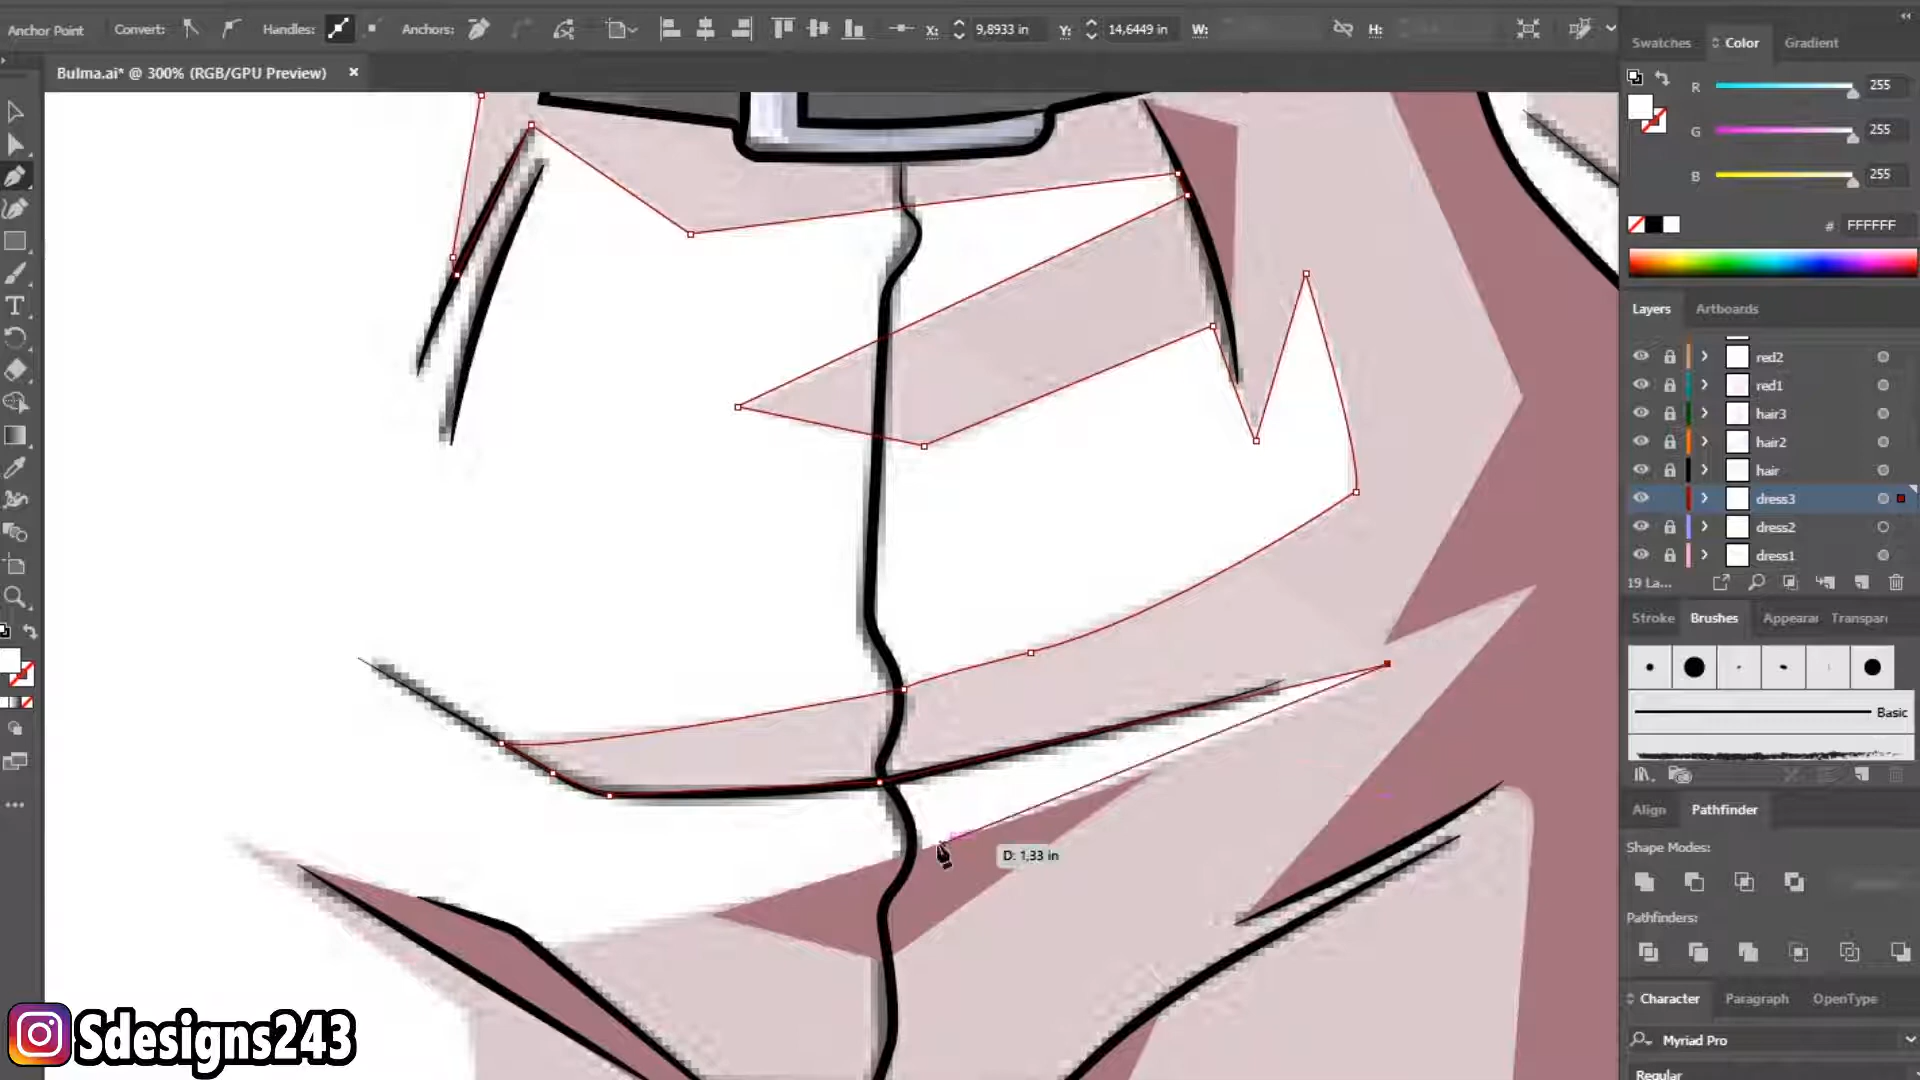 Anchor Point Convert: Handles: Anchors: X: 9,8933 in Y: 14,6449 in W: H:
Bulma.ai* @ 300% (RGB/GPU Preview) ×
Swatches Color Gradient
R 255
G 255
B 255
# FFFFFF
Layers Artboards
red2
red1
hair3
hair2
hair
dress3
dress2
dress1
19 La...
Stroke Brushes Appearar Transpar
Basic
Align Pathfinder
Shape Modes:
Pathfinders:
Character Paragraph OpenType
Myriad Pro
Regular
D: 1,33 in
Sdesigns243